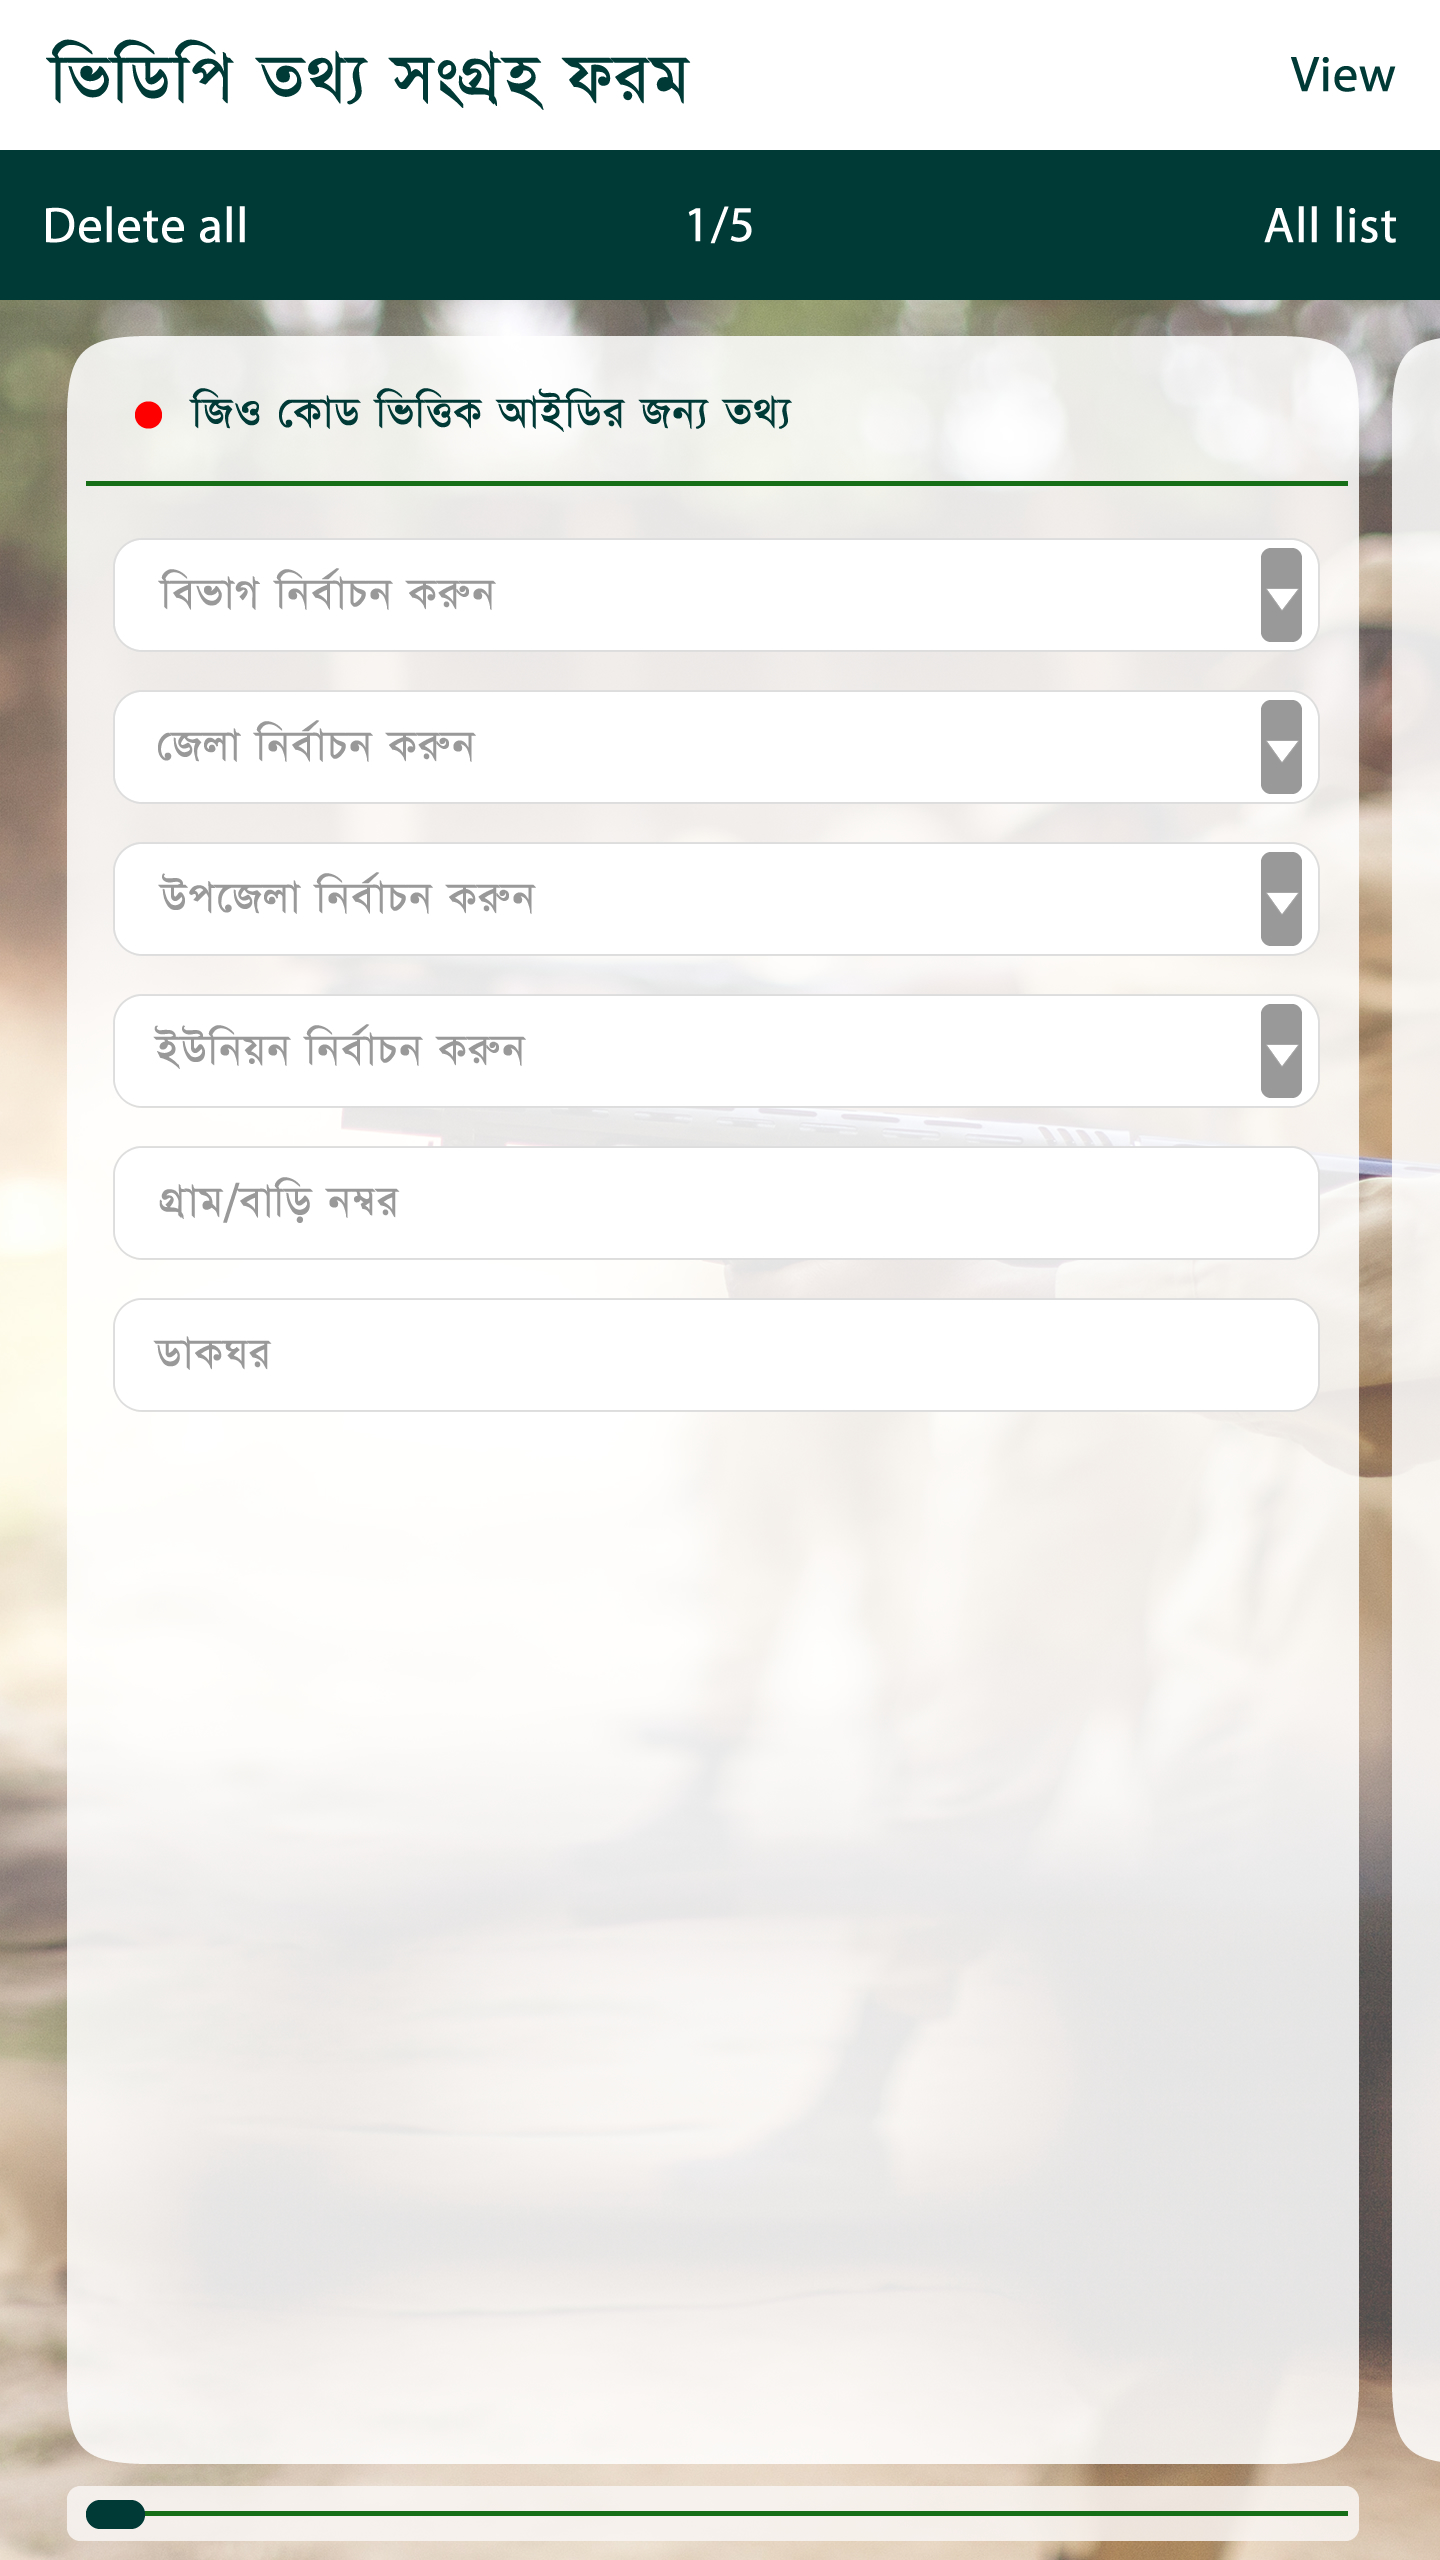 ভিডিপি তথ্য সংগ্রহ ফরম
View
Delete all
1/5
All list
জিও কোড ভিত্তিক আইডির জন্য তথ্য
বিভাগ নির্বাচন করুন
জেলা নির্বাচন করুন
উপজেলা নির্বাচন করুন
ইউনিয়ন নির্বাচন করুন
গ্রাম/বাড়ি নম্বর
ডাকঘর